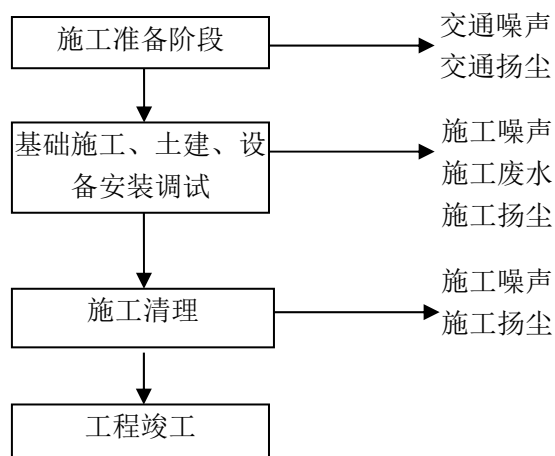 施工准备阶段
交通噪声
交通扬尘
基础施工、土建、设
备安装调试
施工噪声
施工废水
施工扬尘
施工清理
施工噪声
施工扬尘
工程竣工